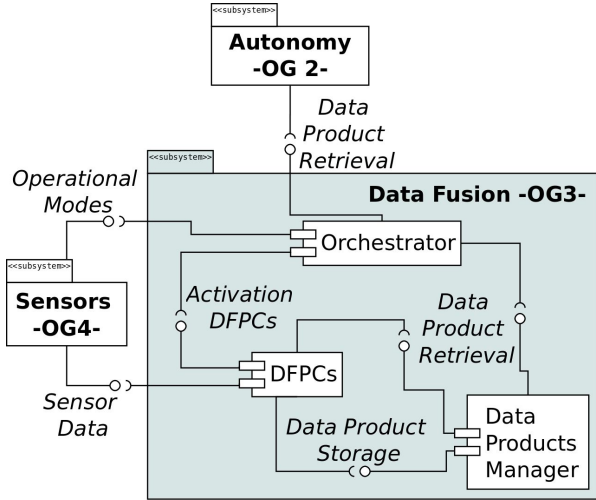 <<subsystem>>
Autonomy
-OG 2-
Data
Product
Retrieval
<<subsystem>>
Operational
Modes
Data Fusion -OG3-
Orchestrator
<<subsystem>>
Sensors
-OG4-
Activation
DFPCs
Data
Product
Retrieval
DFPCs
Sensor
Data
Data Product
Storage
Data
Products
Manager